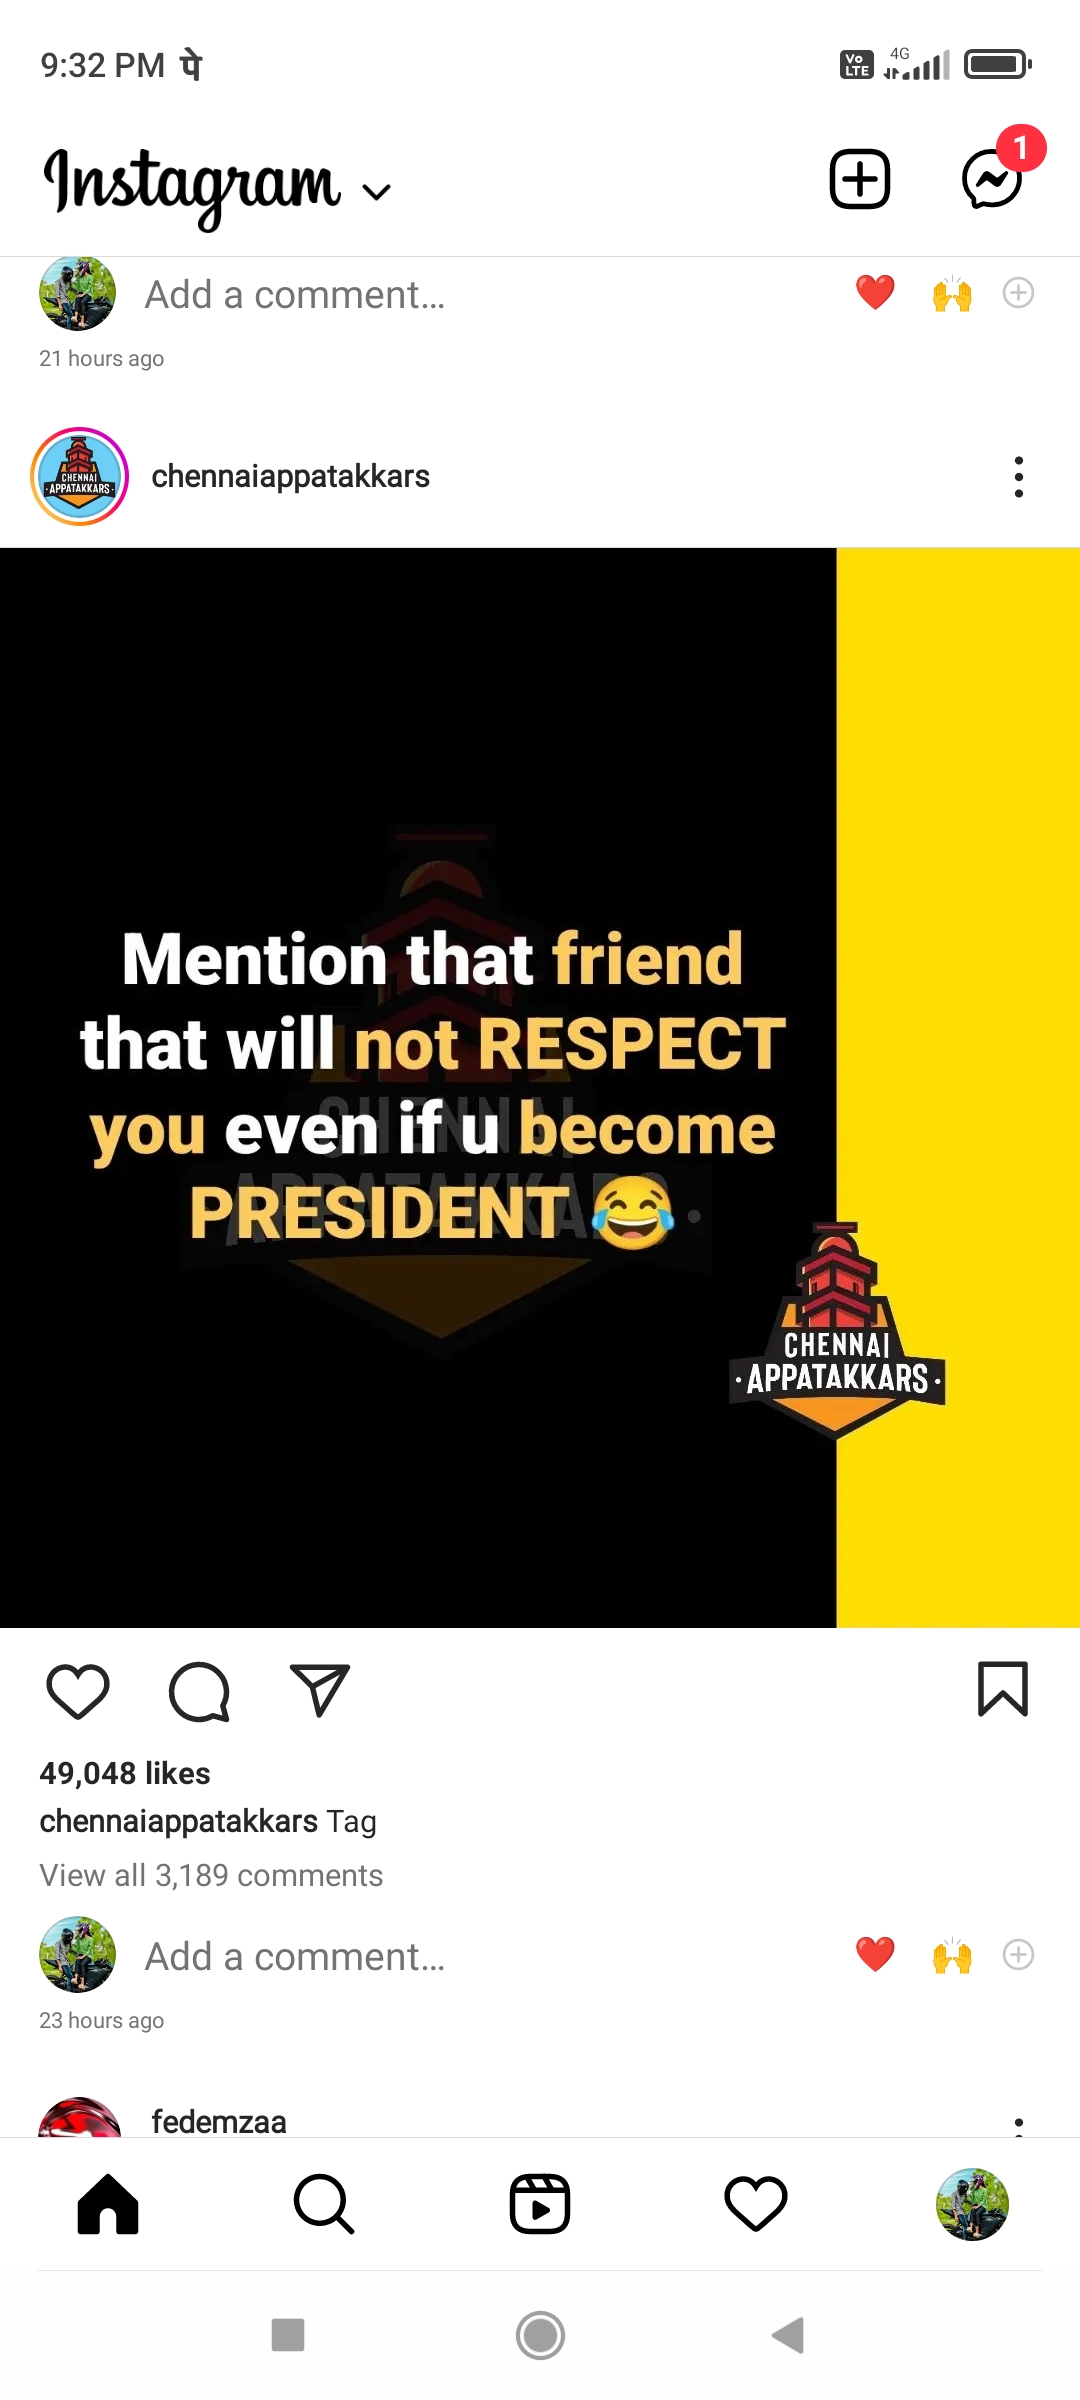 9:32 PM पे
Vo LTE 4G
Instagram
1
Add a comment...
21 hours ago
CHENNAI
APPATAKKARS
chennaiappatakkars
Mention that friend
that will not RESPECT
you even if u become
PRESIDENT 😂
CHENNAI
APPATAKKARS
CHENNAI
· APPATAKKARS ·
49,048 likes
chennaiappatakkars Tag
View all 3,189 comments
Add a comment...
23 hours ago
fedemzaa